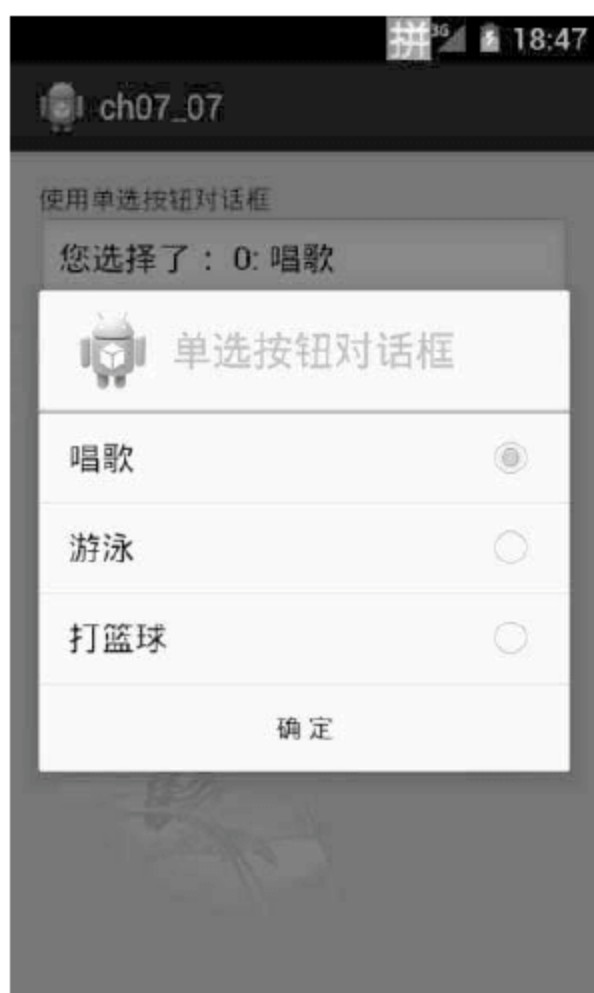 拼 3G 18:47
ch07_07
使用单选按钮对话框
您选择了： 0: 唱歌
单选按钮对话框
唱歌
游泳
打篮球
确定